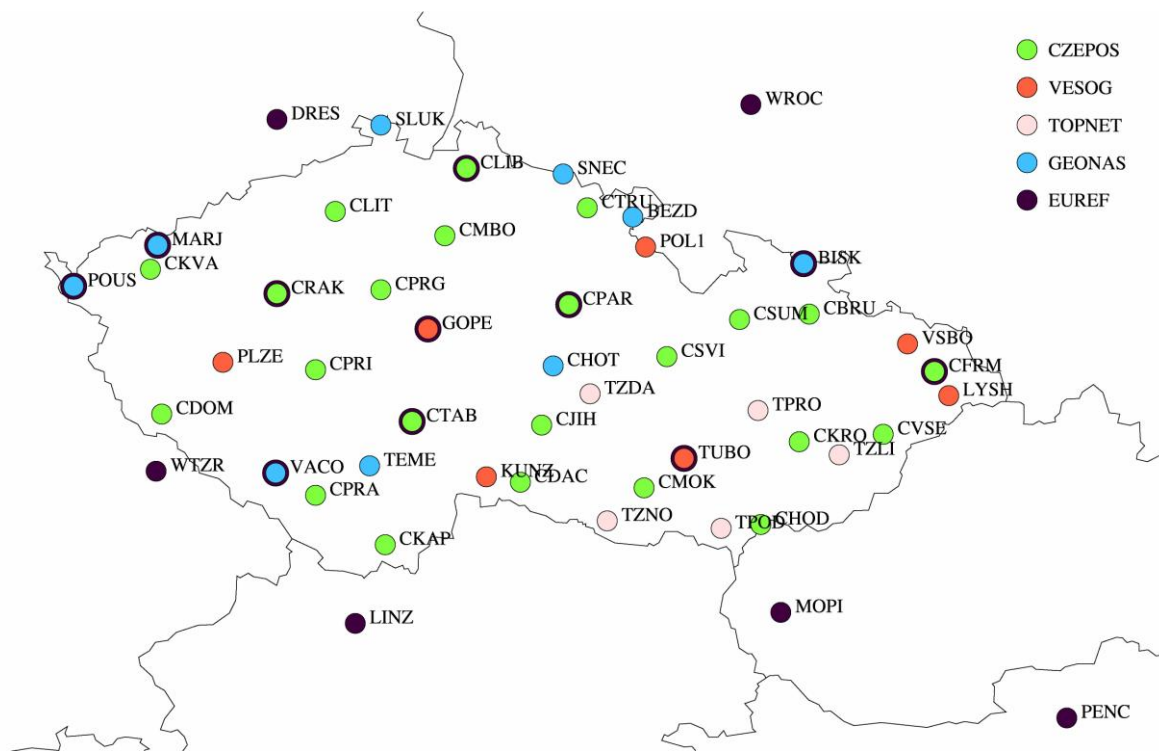 CZEPOS
VESOG
TOPNET
GEONAS
EUREF
WROC
DRES
SLUK
CLIB
SNEC
CTRU
BEZD
CLIT
CMBO
MARJ
POL1
CKVA
BISK
POUS
CRAK
CPRG
CPAR
CSUM
CBRU
GOPE
VSBO
PLZE
CPRI
CHOT
CSVI
CFRM
TZDA
LYSH
CDOM
CTAB
CJIH
TPRO
CKRO
CVSE
TZLI
WTZR
VACO
TEME
TUBO
KUNZ
CDAC
CPRA
CMOK
TZNO
TPOD
CHOD
CKAP
LINZ
MOPI
PENC